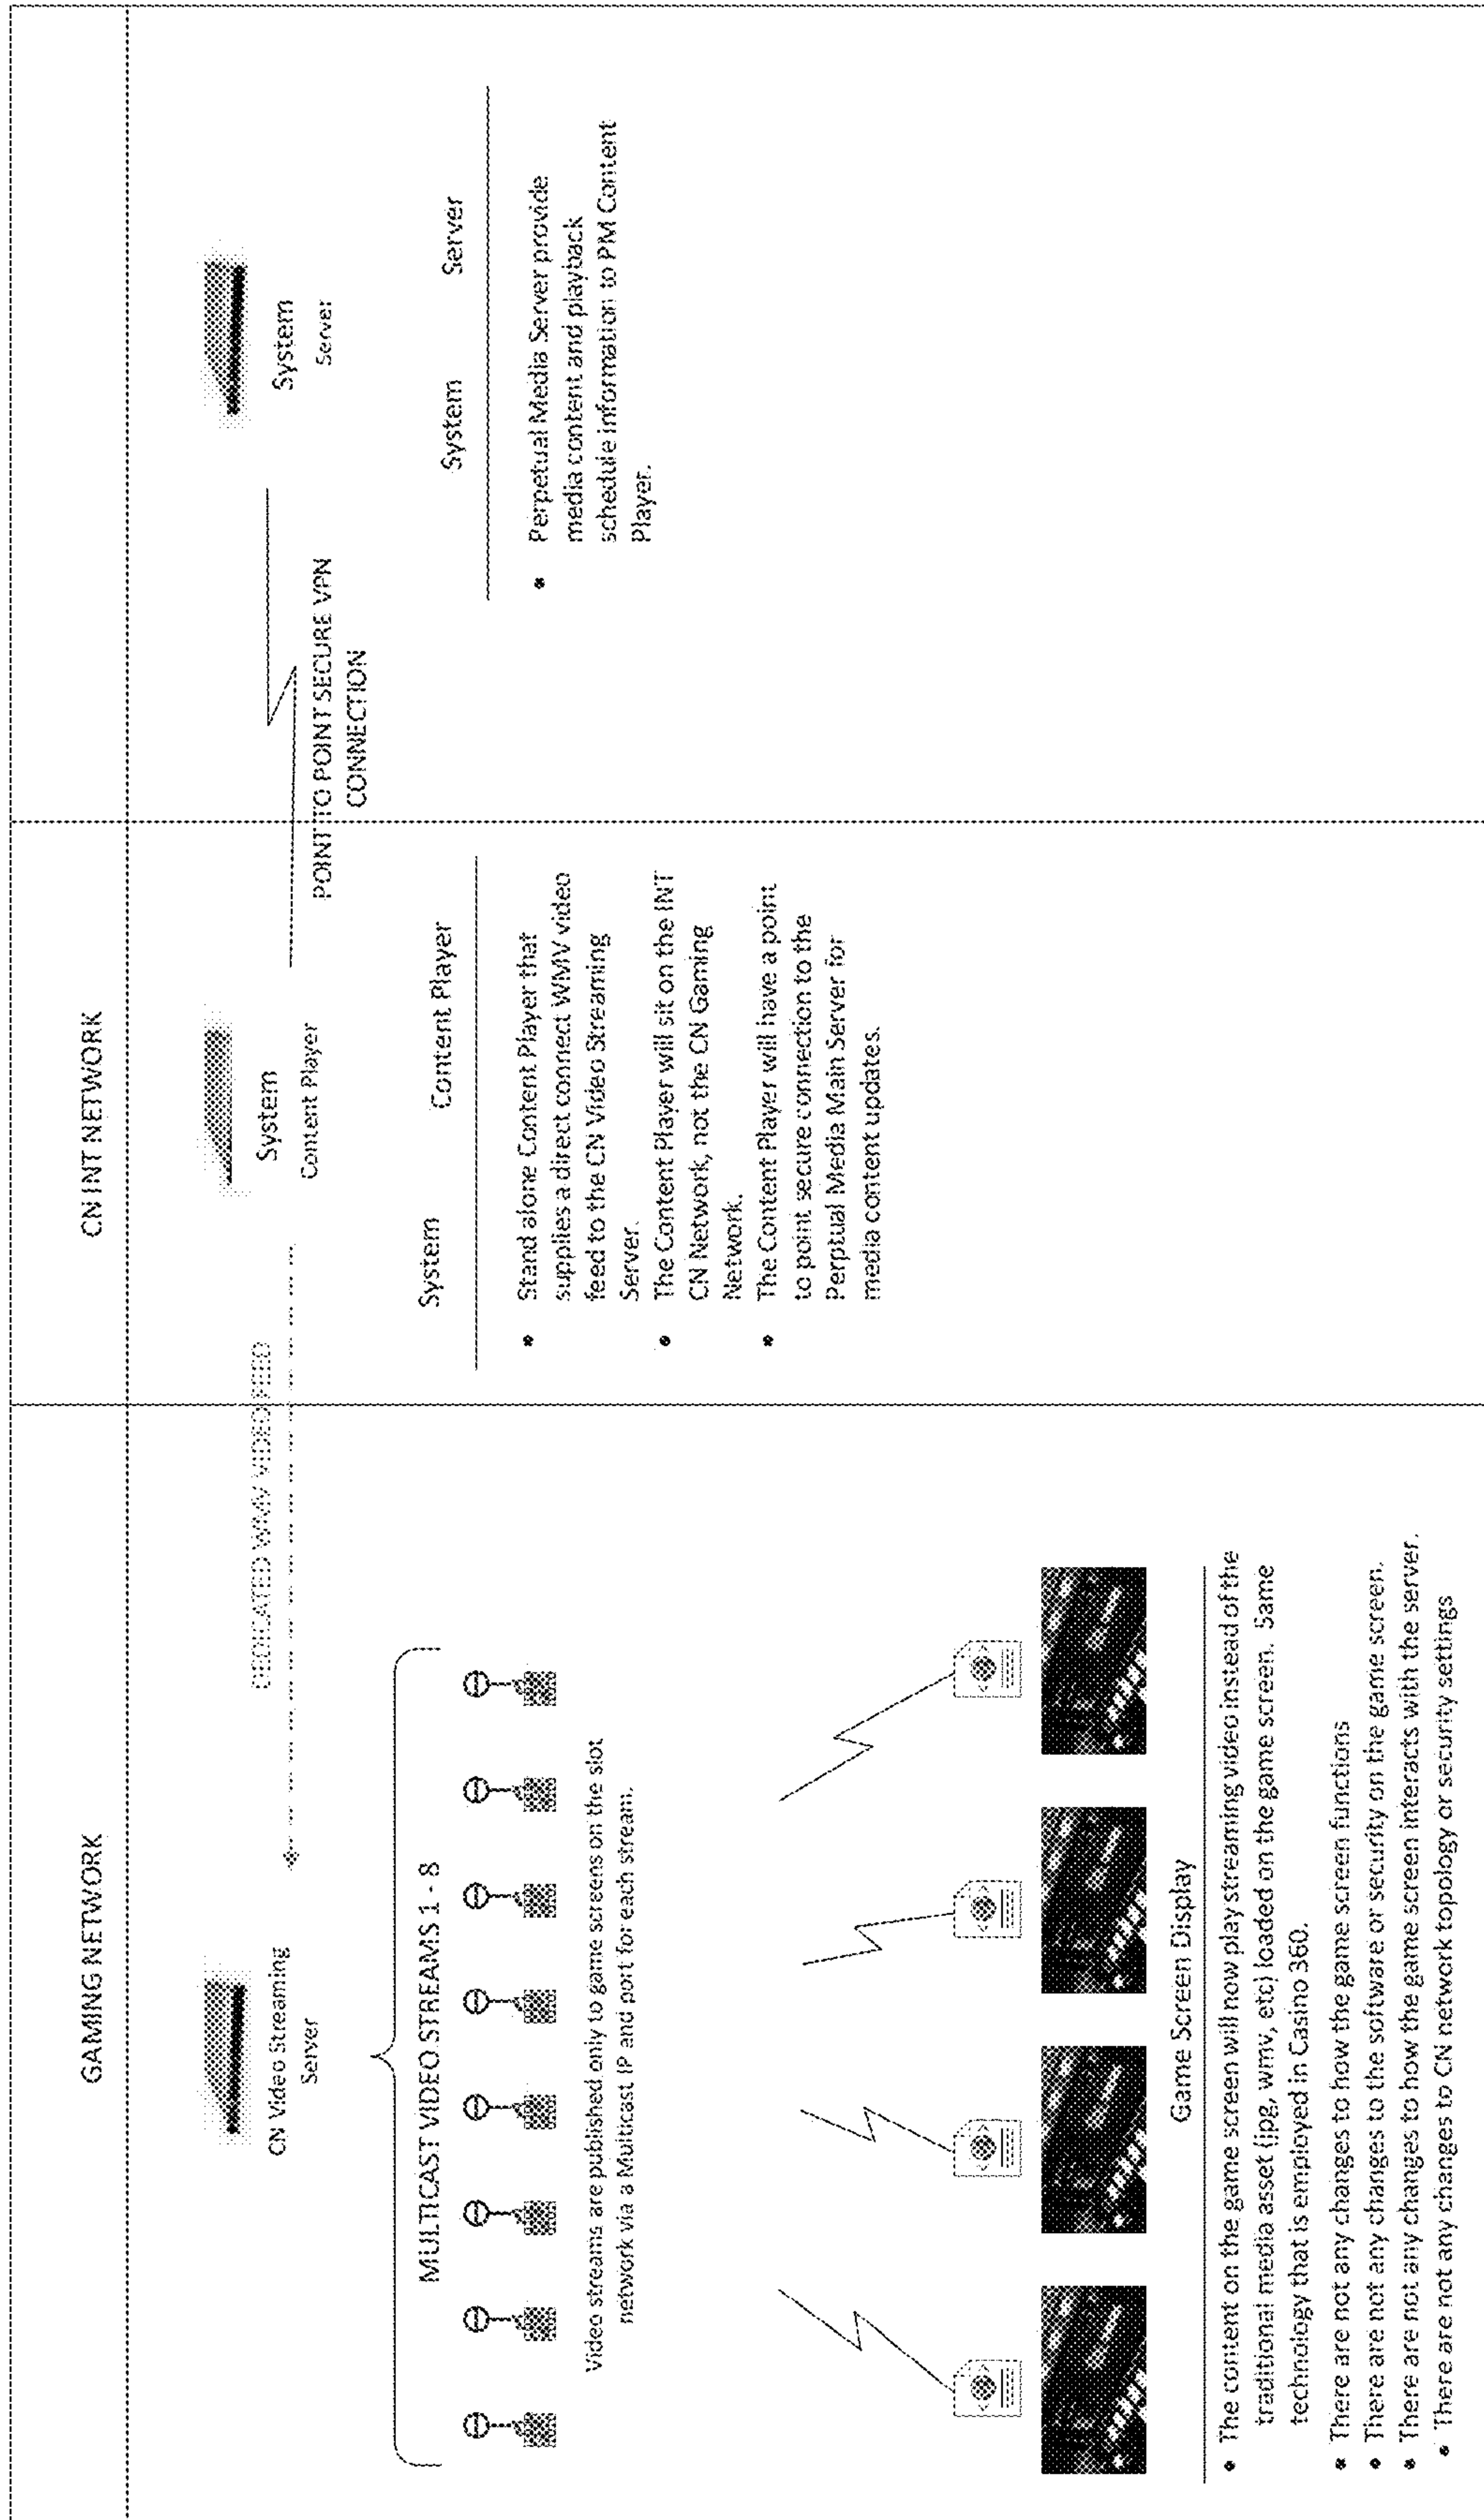 GAMING NETWORK
CN Video Streaming
Server
DEDICATED WMV VIDEO FEED
MULTICAST VIDEO STREAMS 1 - 8
Video streams are published only to game screens on the slot
network via a Multicast IP and port for each stream.
Game Screen Display
• The content on the game screen will now play streaming video instead of the
traditional media asset (jpg, wmv, etc) loaded on the game screen. Same
technology that is employed in Casino 360.
• There are not any changes to how the game screen functions
• There are not any changes to the software or security on the game screen.
• There are not any changes to how the game screen interacts with the server.
• There are not any changes to CN network topology or security settings
CN INT NETWORK
System
Content Player
System Content Player
• Stand alone Content Player that
supplies a direct connect WMV video
feed to the CN Video Streaming
Server.
• The Content Player will sit on the INT
CN Network, not the CN Gaming
Network.
• The Content Player will have a point
to point secure connection to the
Perptual Media Main Server for
media content updates.
POINT TO POINT SECURE VPN
CONNECTION
System
Server
System Server
• Perpetual Media Server provide
media content and playback
schedule information to PM Content
Player.